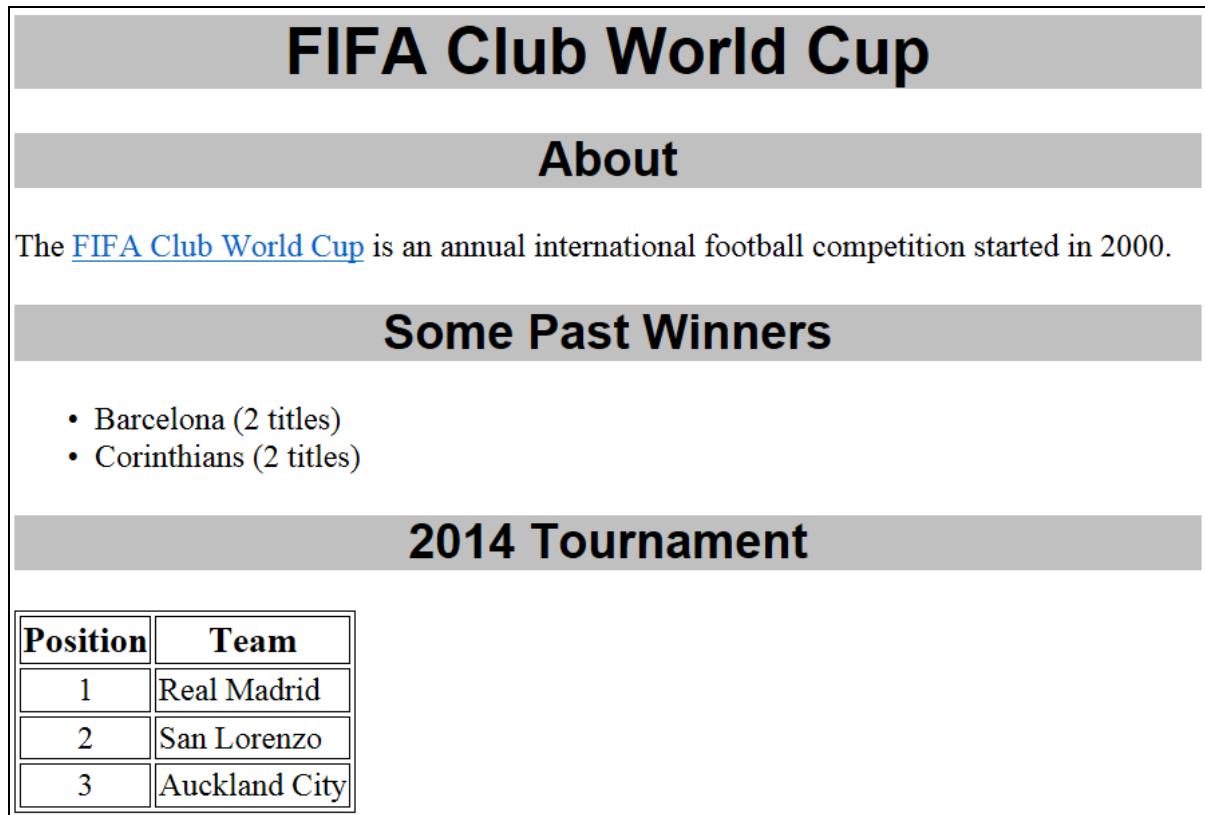 FIFA Club World Cup
About
The FIFA Club World Cup is an annual international football competition started in 2000.
Some Past Winners
• Barcelona (2 titles)
• Corinthians (2 titles)
2014 Tournament
Position Team
1 Real Madrid
2 San Lorenzo
3 Auckland City